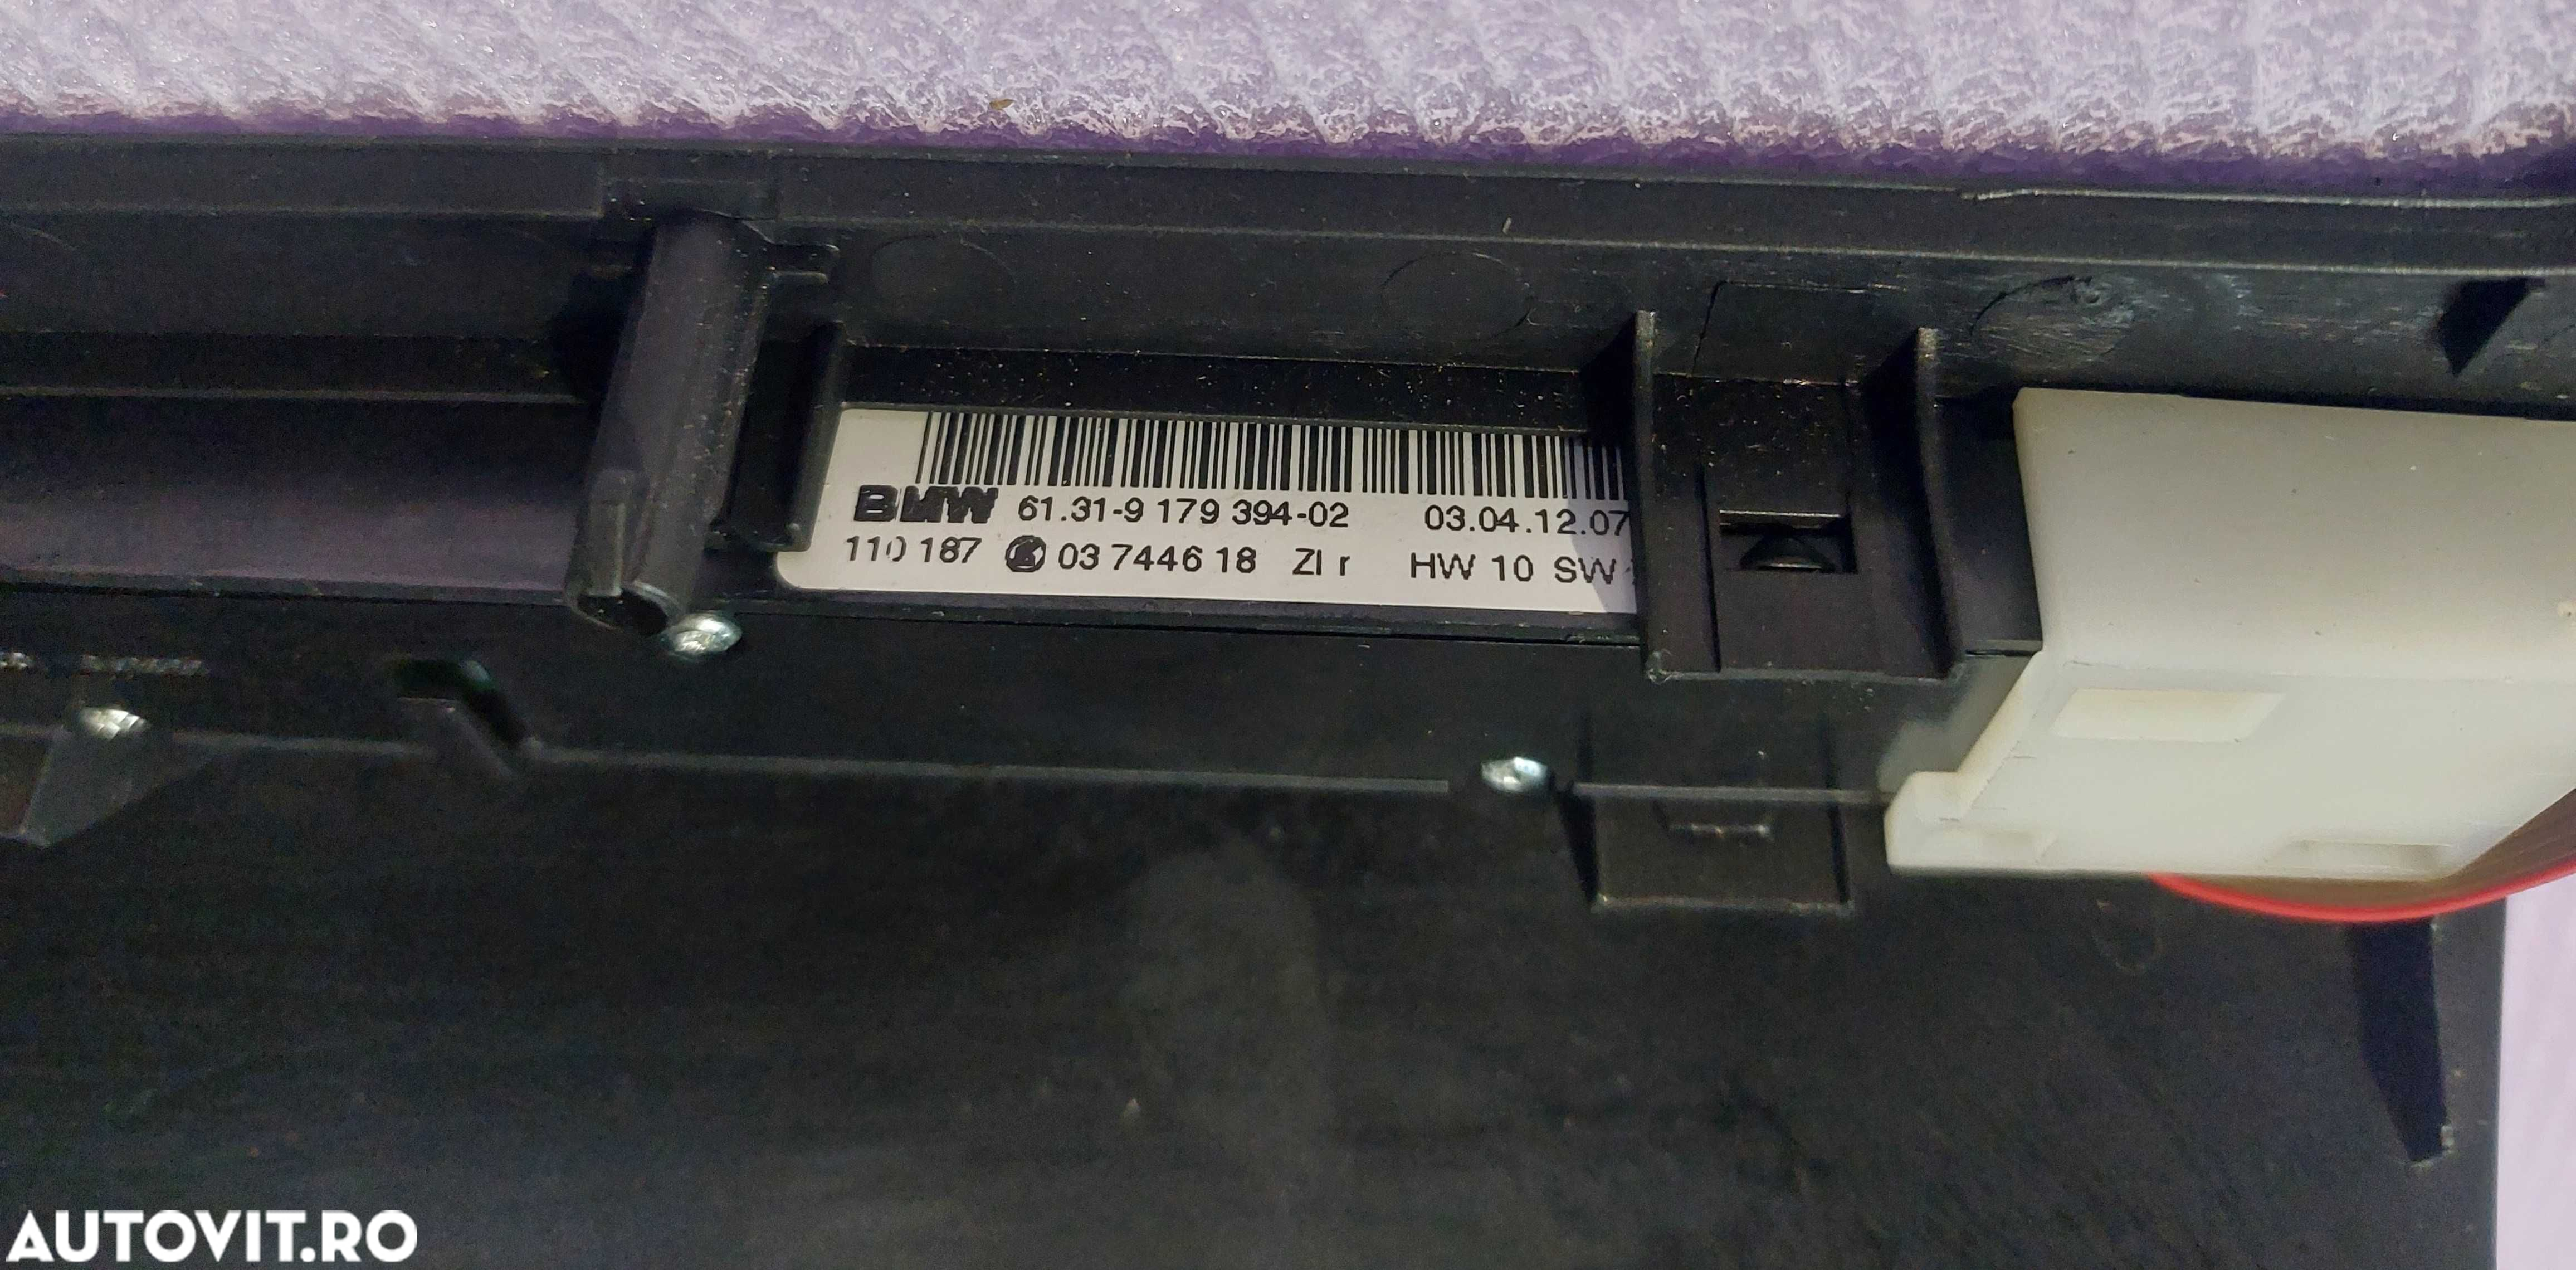 BMW 61.31-9 179 394-02 03.04.12.07
110 187 03 7446 18 ZI r HW 10 SW
AUTOVIT.RO